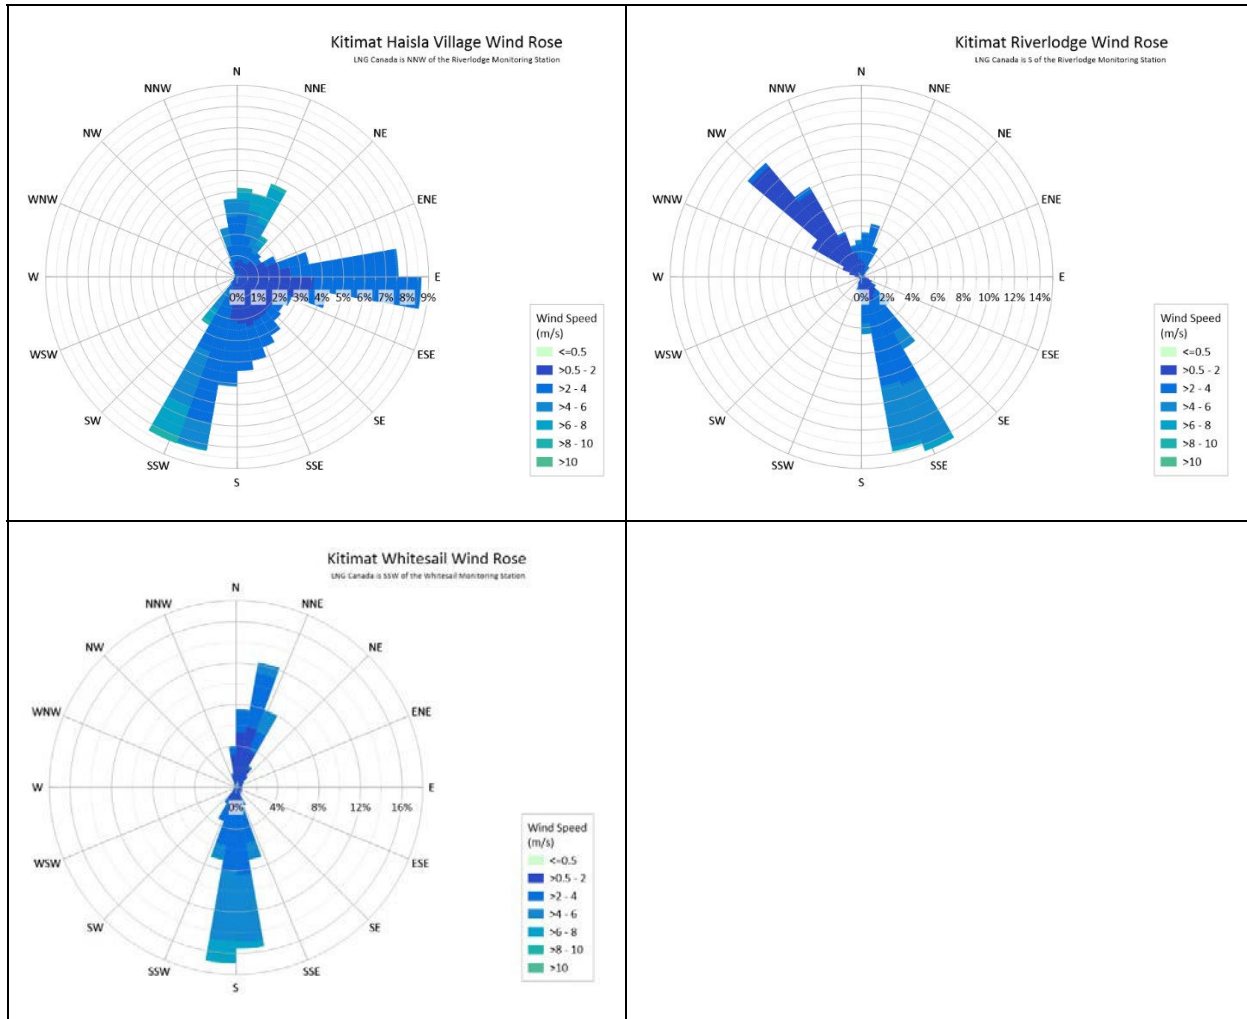 Kitimat Haisla Village Wind Rose
LNG Canada is NNW of the Riverlodge Monitoring Station
N
NNW
NNE
NW
NE
WNW
ENE
W
E
0% 1% 2% 3% 4% 5% 6% 7% 8% 9%
WSW
ESE
SW
SE
SSW
SSE
S
Wind Speed
(m/s)
<=0.5
>0.5 - 2
>2 - 4
>4 - 6
>6 - 8
>8 - 10
>10
Kitimat Riverlodge Wind Rose
LNG Canada is S of the Riverlodge Monitoring Station
N
NNW
NNE
NW
NE
WNW
ENE
W
E
0% 2% 4% 6% 8% 10% 12% 14%
WSW
ESE
SW
SE
SSW
SSE
S
Wind Speed
(m/s)
<=0.5
>0.5 - 2
>2 - 4
>4 - 6
>6 - 8
>8 - 10
>10
Kitimat Whitesail Wind Rose
LNG Canada is SSW of the Whitesail Monitoring Station
N
NNW
NNE
NW
NE
WNW
ENE
W
E
0% 4% 8% 12% 16%
WSW
ESE
SW
SE
SSW
SSE
S
Wind Speed
(m/s)
<=0.5
>0.5 - 2
>2 - 4
>4 - 6
>6 - 8
>8 - 10
>10